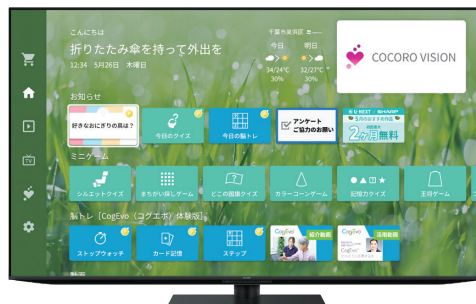 こんにちは
折りたたみ傘を持って外出を
12:34 5月26日 木曜日
千葉市美浜区
今日 明日
34/24℃ 32/27℃
30% 30%
COCORO VISION
お知らせ
好きなおにぎりの具は？
今日のクイズ
今日の脳トレ
アンケート
ご協力のお願い
U-NEXT SHARP
2ヶ月無料
ミニゲーム
シルエットクイズ
まちがい探しゲーム
どこの国旗クイズ
カラーコーンゲーム
記憶力クイズ
王冠ゲーム
脳トレ［CogEvo（コグエボ）体験版］
ストップウォッチ
カード記憶
ステップ
CogEvo 紹介動画
CogEvo 活用動画